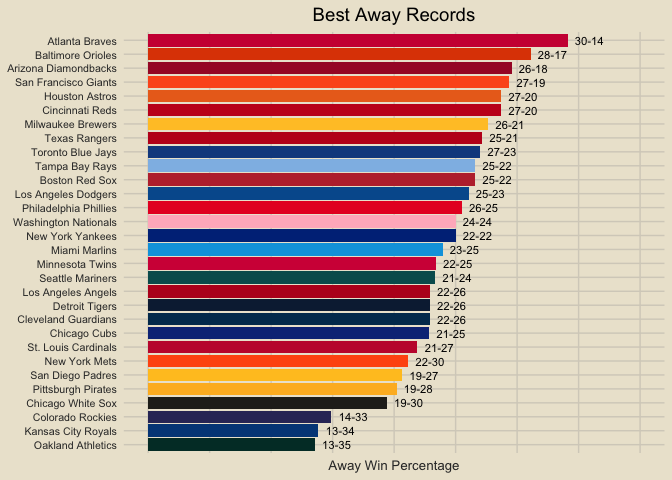 Best Away Records
Atlanta Braves 30-14
Baltimore Orioles 28-17
Arizona Diamondbacks 26-18
San Francisco Giants 27-19
Houston Astros 27-20
Cincinnati Reds 27-20
Milwaukee Brewers 26-21
Texas Rangers 25-21
Toronto Blue Jays 27-23
Tampa Bay Rays 25-22
Boston Red Sox 25-22
Los Angeles Dodgers 25-23
Philadelphia Phillies 26-25
Washington Nationals 24-24
New York Yankees 22-22
Miami Marlins 23-25
Minnesota Twins 22-25
Seattle Mariners 21-24
Los Angeles Angels 22-26
Detroit Tigers 22-26
Cleveland Guardians 22-26
Chicago Cubs 21-25
St. Louis Cardinals 21-27
New York Mets 22-30
San Diego Padres 19-27
Pittsburgh Pirates 19-28
Chicago White Sox 19-30
Colorado Rockies 14-33
Kansas City Royals 13-34
Oakland Athletics 13-35
Away Win Percentage